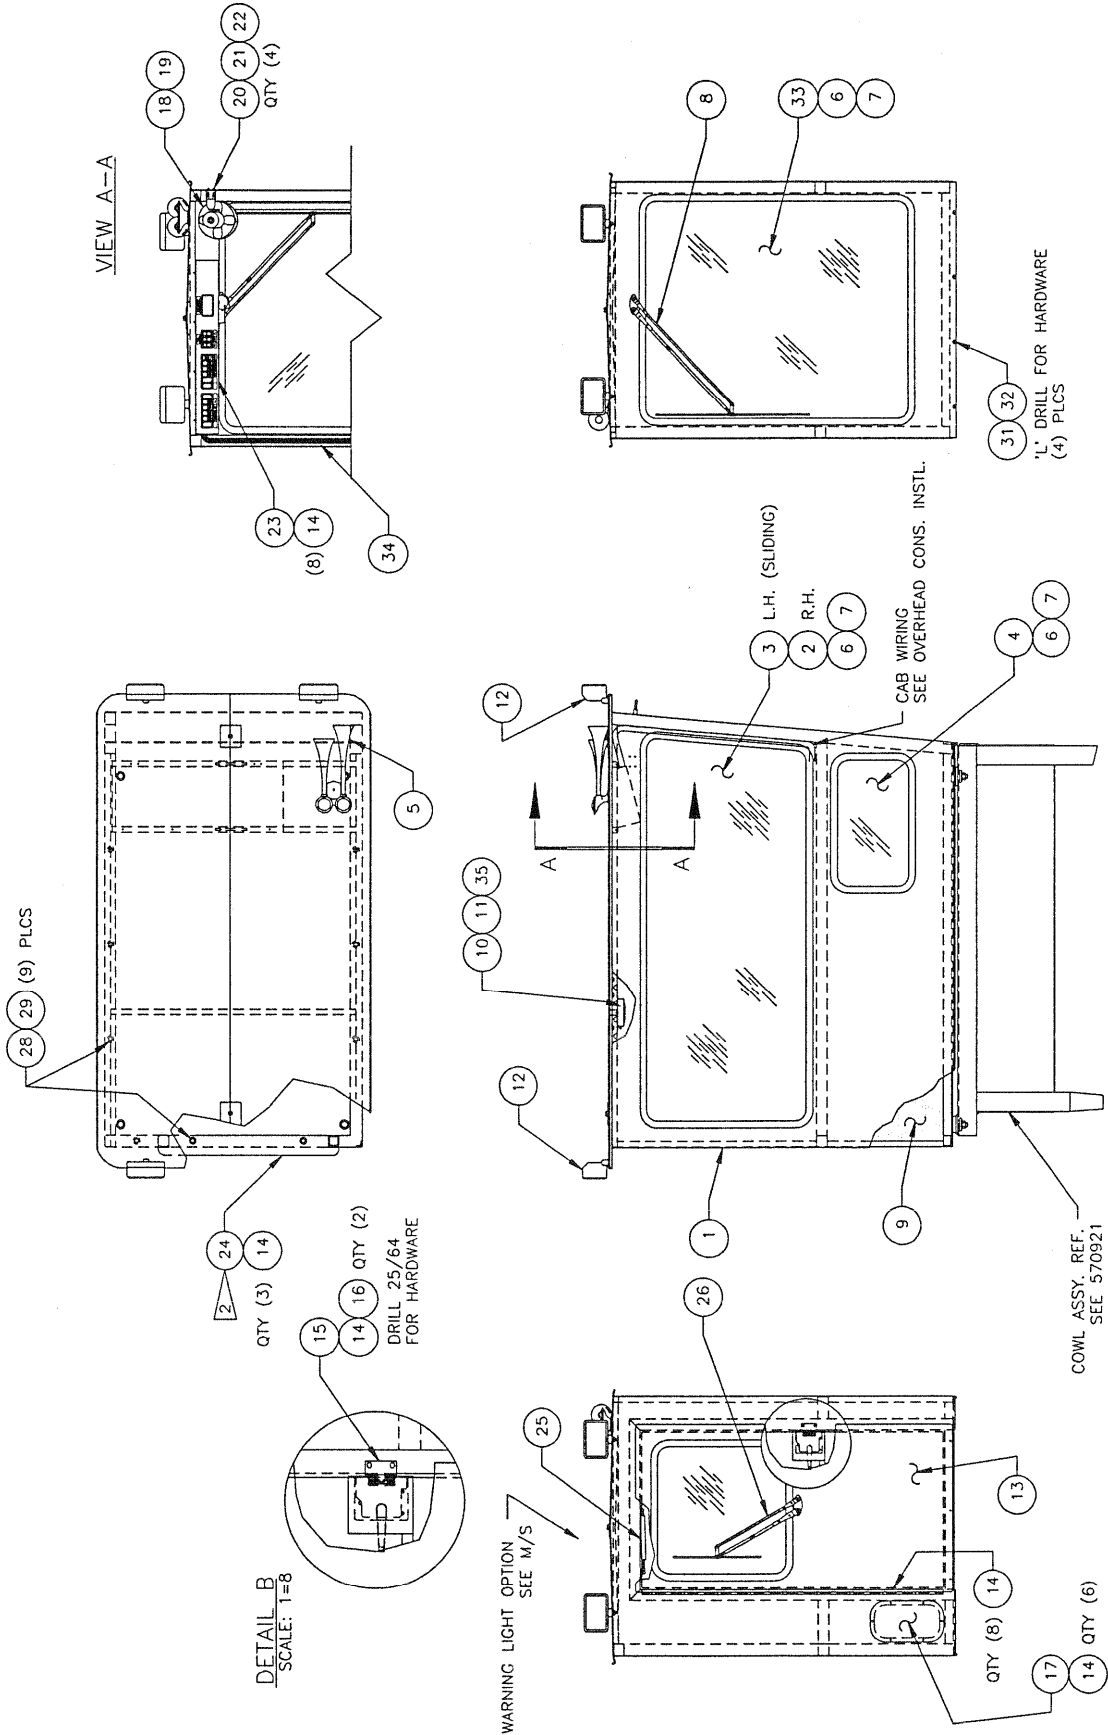 VIEW A-A
18 19
20 21 22
QTY (4)
23
14
(8)
34
8
33
6
7
31 32
'L' DRILL FOR HARDWARE
(4) PLCS
28 29 (9) PLCS
5
2
24
14
QTY (3)
DETAIL B
SCALE: 1=8
15
14 16 QTY (2)
DRILL 25/64
FOR HARDWARE
12
12
10 11 35
A
A
3 L.H. (SLIDING)
2 R.H.
6 7
CAB WIRING
SEE OVERHEAD CONS. INSTL.
4
6 7
1
9
COWL ASSY. REF.
SEE 570921
WARNING LIGHT OPTION
SEE M/S
25
26
13
14
QTY (8)
17
14 QTY (6)